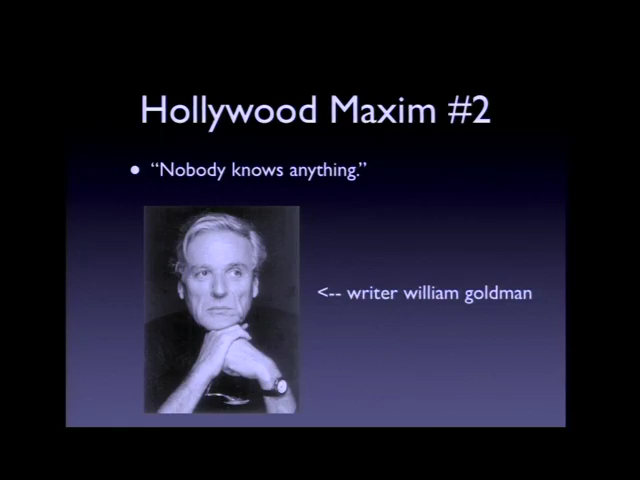 Hollywood Maxim #2
• “Nobody knows anything.”
<-- writer william goldman